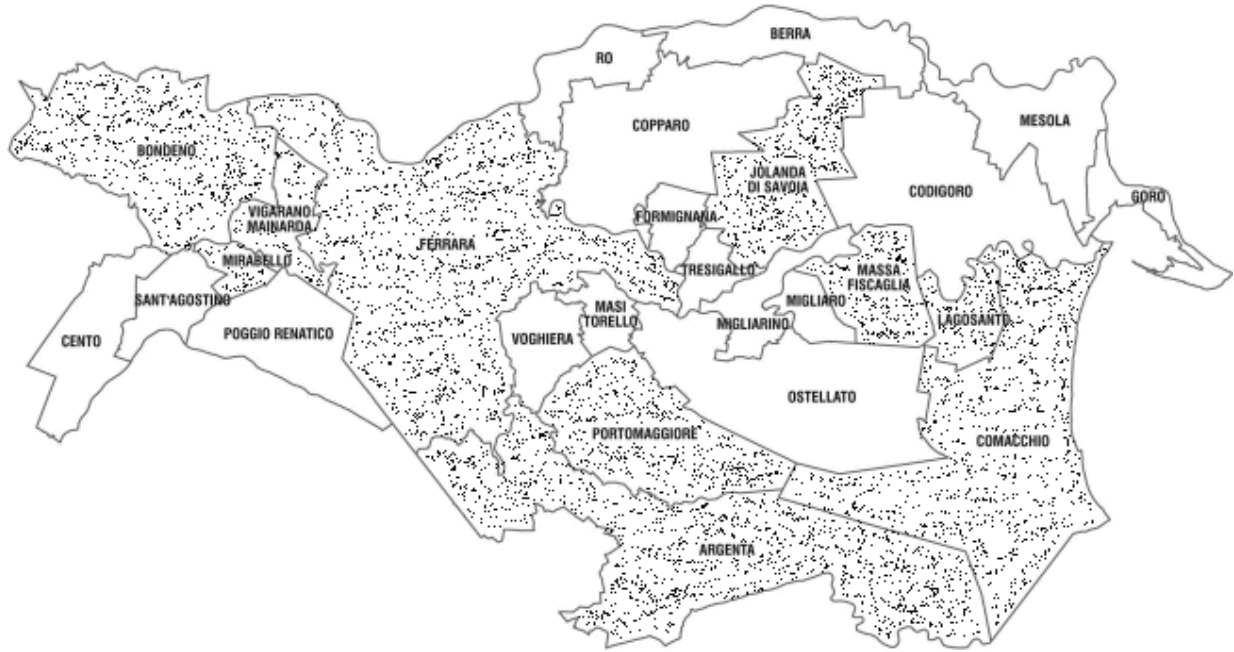 BERRA
RO
MESOLA
COPPARO
BONDENO
JOLANDA
DI SAVOIA
CODIGORO
GORO
FORMIGNANA
VIGARANO
MAINARDA
FERRARA
MIRABELLO
TRESIGALLO
MASSA
FISCAGLIA
SANT'AGOSTINO
MIGLIARO
MASI
TORELLO
LAGOSANTO
MIGLIARINO
POGGIO RENATICO
VOGHIERA
CENTO
OSTELLATO
PORTOMAGGIORE
COMACCHIO
ARGENTA